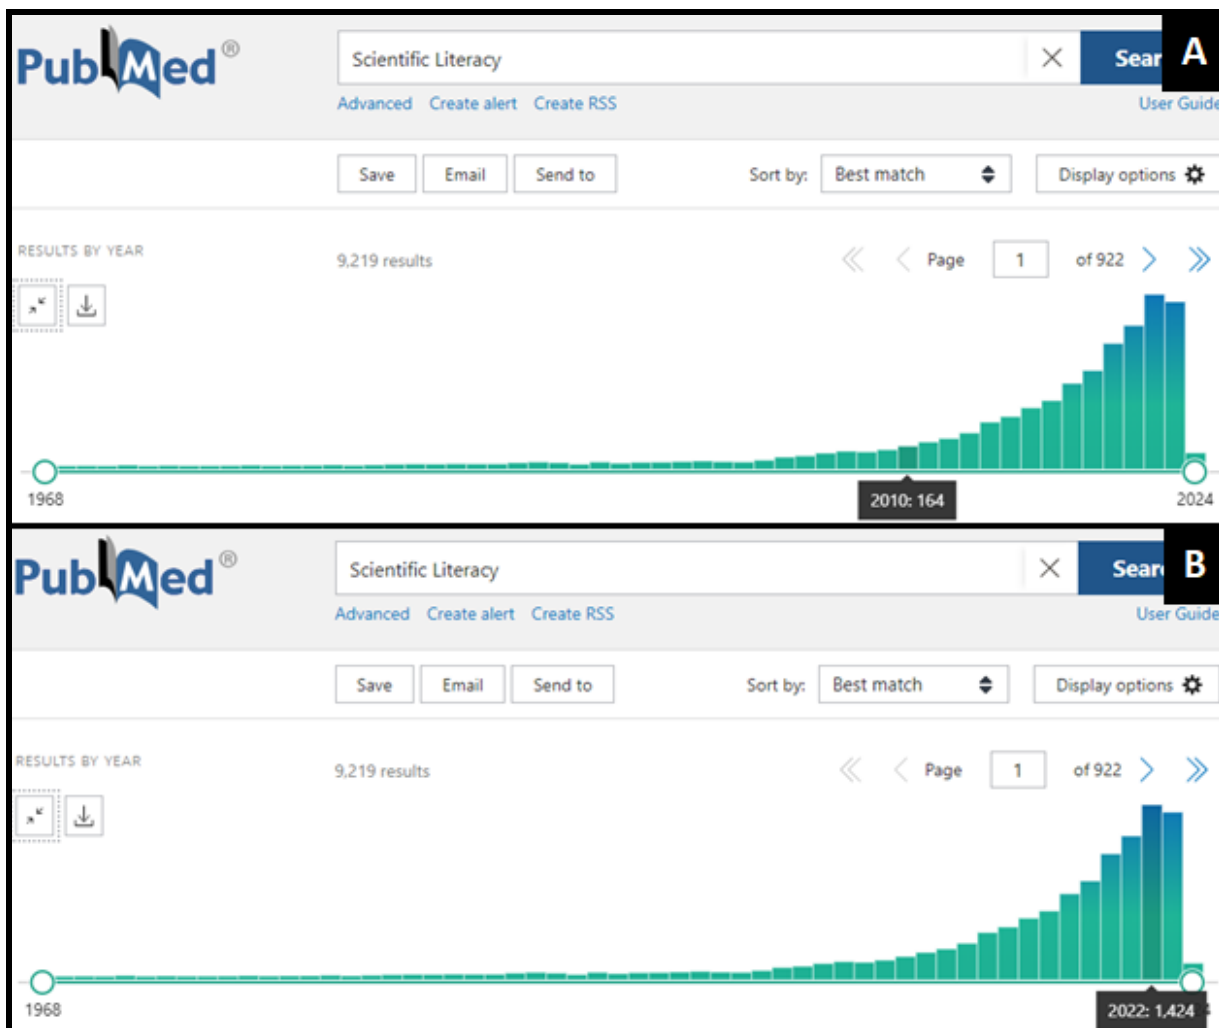 PubMed®
Scientific Literacy
Sear
A
Advanced Create alert Create RSS
User Guide
Save Email Send to
Sort by: Best match
Display options
RESULTS BY YEAR
9,219 results
Page 1 of 922
2010: 164
1968
2024
PubMed®
Scientific Literacy
Sear
B
Advanced Create alert Create RSS
User Guide
Save Email Send to
Sort by: Best match
Display options
RESULTS BY YEAR
9,219 results
Page 1 of 922
1968
2022: 1,424